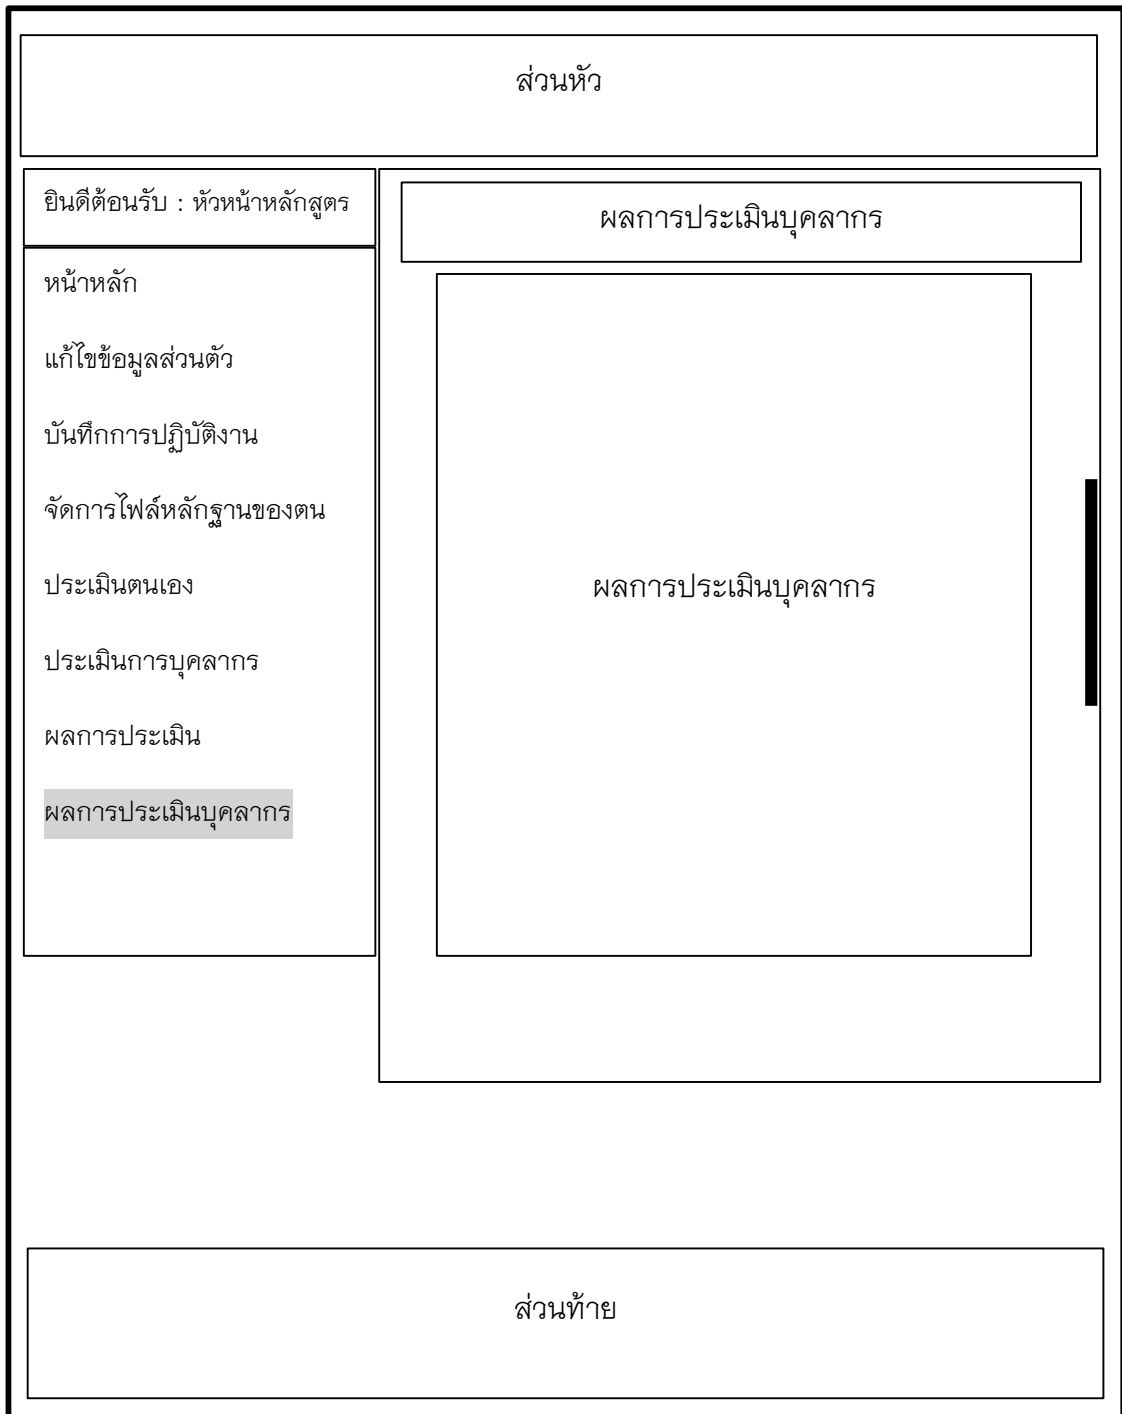 ส่วนหัว
ยินดีต้อนรับ : หัวหน้าหลักสูตร
หน้าหลัก
แก้ไขข้อมูลส่วนตัว
บันทึกการปฏิบัติงาน
จัดการไฟล์หลักฐานของตน
ประเมินตนเอง
ประเมินการบุคลากร
ผลการประเมิน
ผลการประเมินบุคลากร
ผลการประเมินบุคลากร
ผลการประเมินบุคลากร
ส่วนท้าย